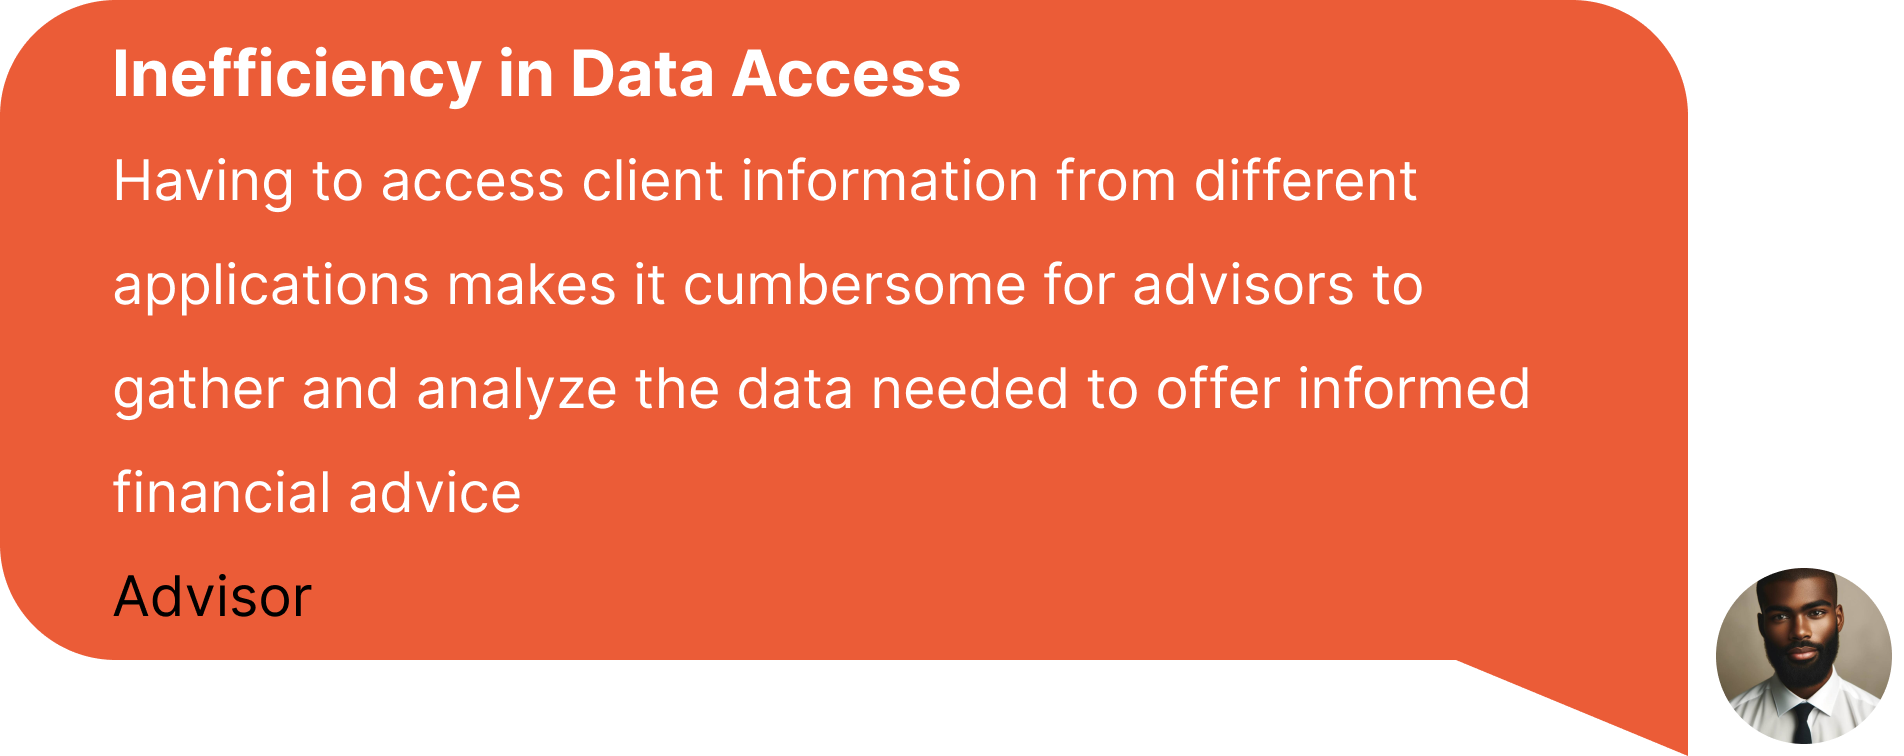 Inefficiency in Data Access
Having to access client information from different
applications makes it cumbersome for advisors to
gather and analyze the data needed to offer informed
financial advice
Advisor